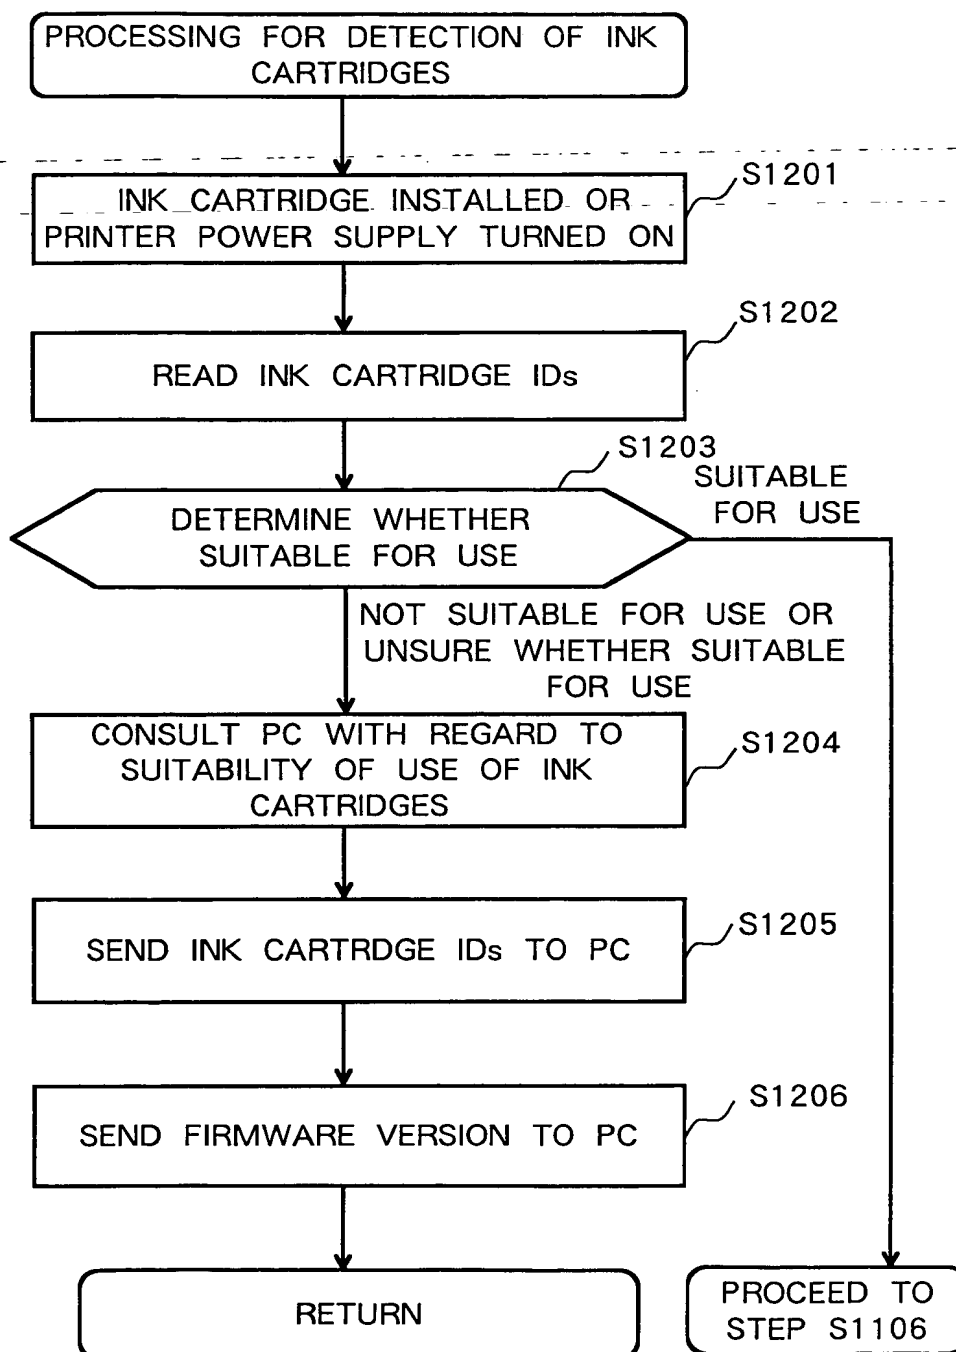 PROCESSING FOR DETECTION OF INK
CARTRIDGES
S1201
INK CARTRIDGE INSTALLED OR
PRINTER POWER SUPPLY TURNED ON
S1202
READ INK CARTRIDGE IDs
S1203
SUITABLE
FOR USE
DETERMINE WHETHER
SUITABLE FOR USE
NOT SUITABLE FOR USE OR
UNSURE WHETHER SUITABLE
FOR USE
CONSULT PC WITH REGARD TO
SUITABILITY OF USE OF INK
CARTRIDGES
S1204
SEND INK CARTRDGE IDs TO PC
S1205
SEND FIRMWARE VERSION TO PC
S1206
RETURN
PROCEED TO
STEP S1106